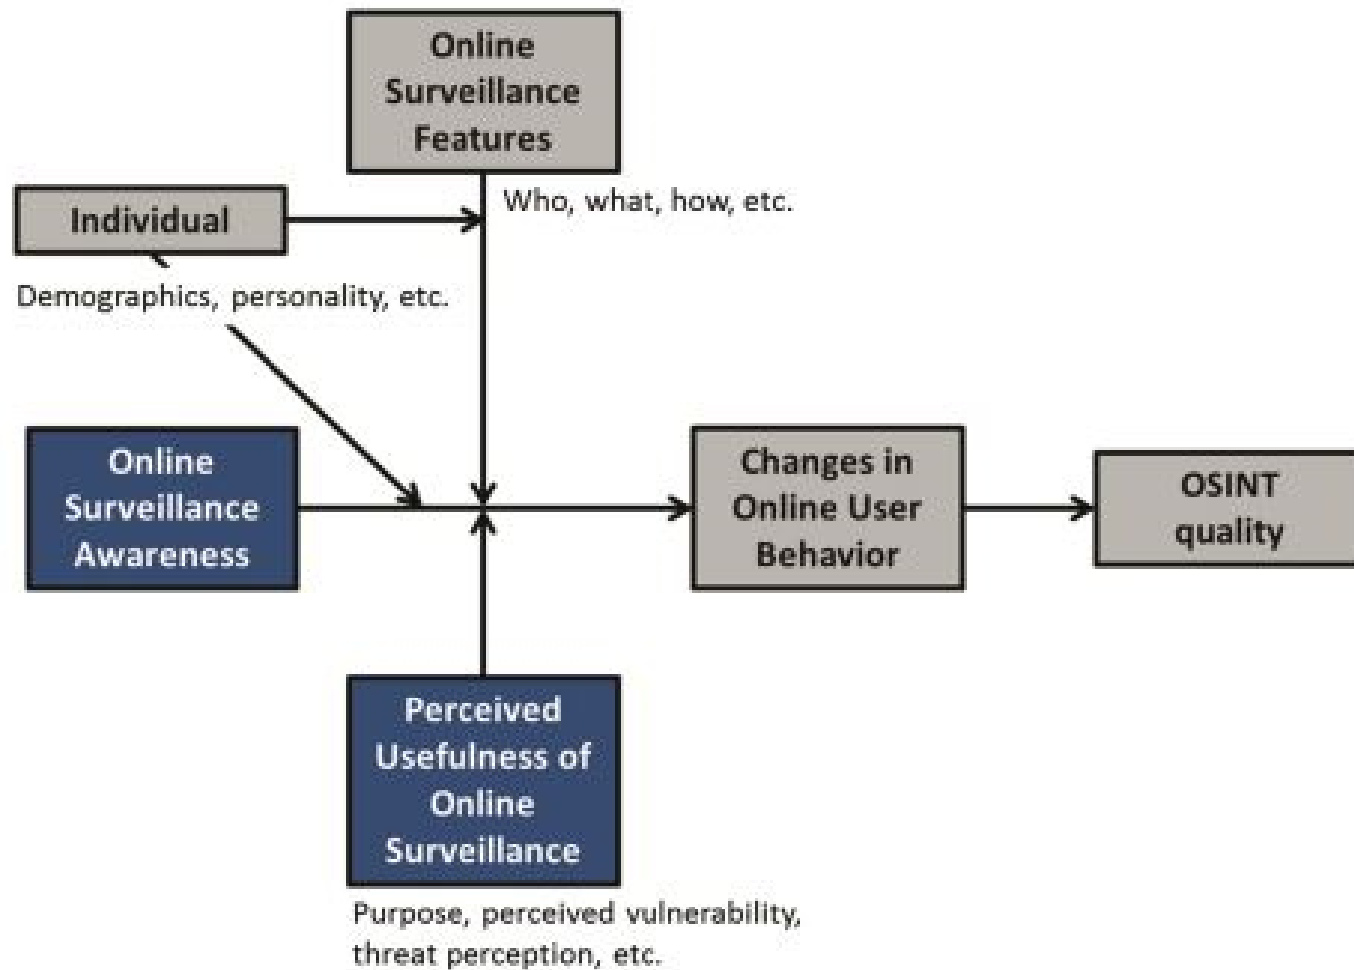 Online
Surveillance
Features
Who, what, how, etc.
Individual
Demographics, personality, etc.
Online
Surveillance
Awareness
Changes in
Online User
Behavior
OSINT
quality
Perceived
Usefulness of
Online
Surveillance
Purpose, perceived vulnerability,
threat perception, etc.